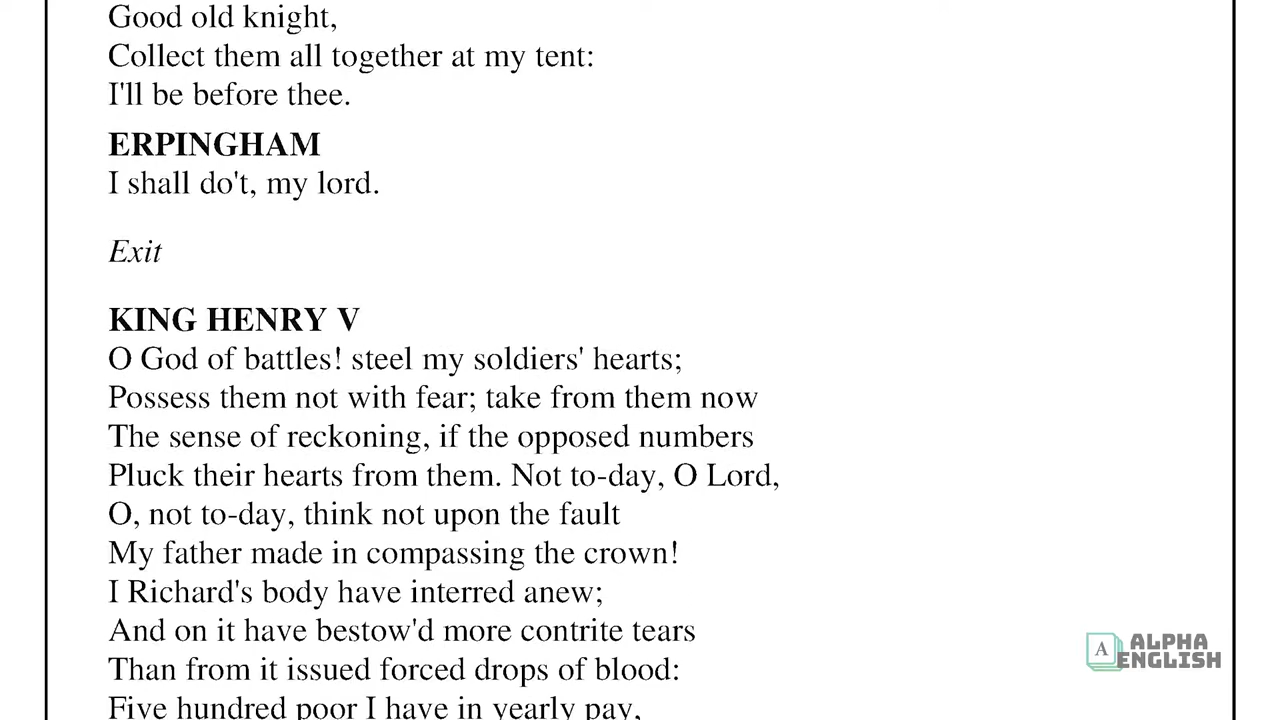 Good old knight,
Collect them all together at my tent:
I'll be before thee.
ERPINGHAM
I shall do't, my lord.
Exit
KING HENRY V
O God of battles! steel my soldiers' hearts;
Possess them not with fear; take from them now
The sense of reckoning, if the opposed numbers
Pluck their hearts from them. Not to-day, O Lord,
O, not to-day, think not upon the fault
My father made in compassing the crown!
I Richard's body have interred anew;
And on it have bestow'd more contrite tears
Than from it issued forced drops of blood:
Five hundred poor I have in yearly pay,
A
ALPHA
ENGLISH